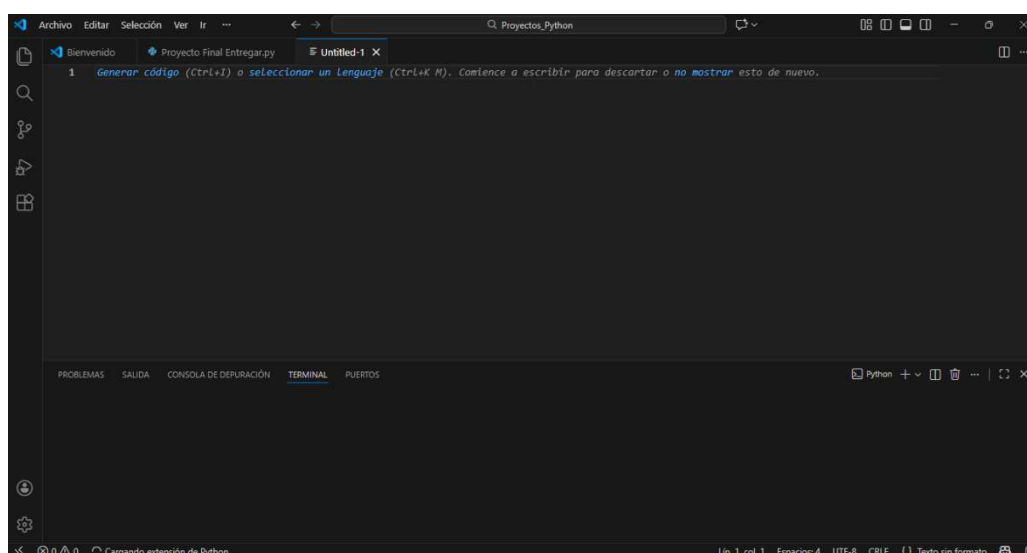 Archivo Editar Selección Ver Ir ··· Proyectos_Python
Bienvenido Proyecto Final Entregar.py Untitled-1
1 Generar código (Ctrl+I) o seleccionar un lenguaje (Ctrl+K M). Comience a escribir para descartar o no mostrar esto de nuevo.
PROBLEMAS SALIDA CONSOLA DE DEPURACIÓN TERMINAL PUERTOS Python
0 0 Cargando extensión de Python Lín. 1, col. 1 Espacios: 4 UTF-8 CRLF {} Texto sin formato